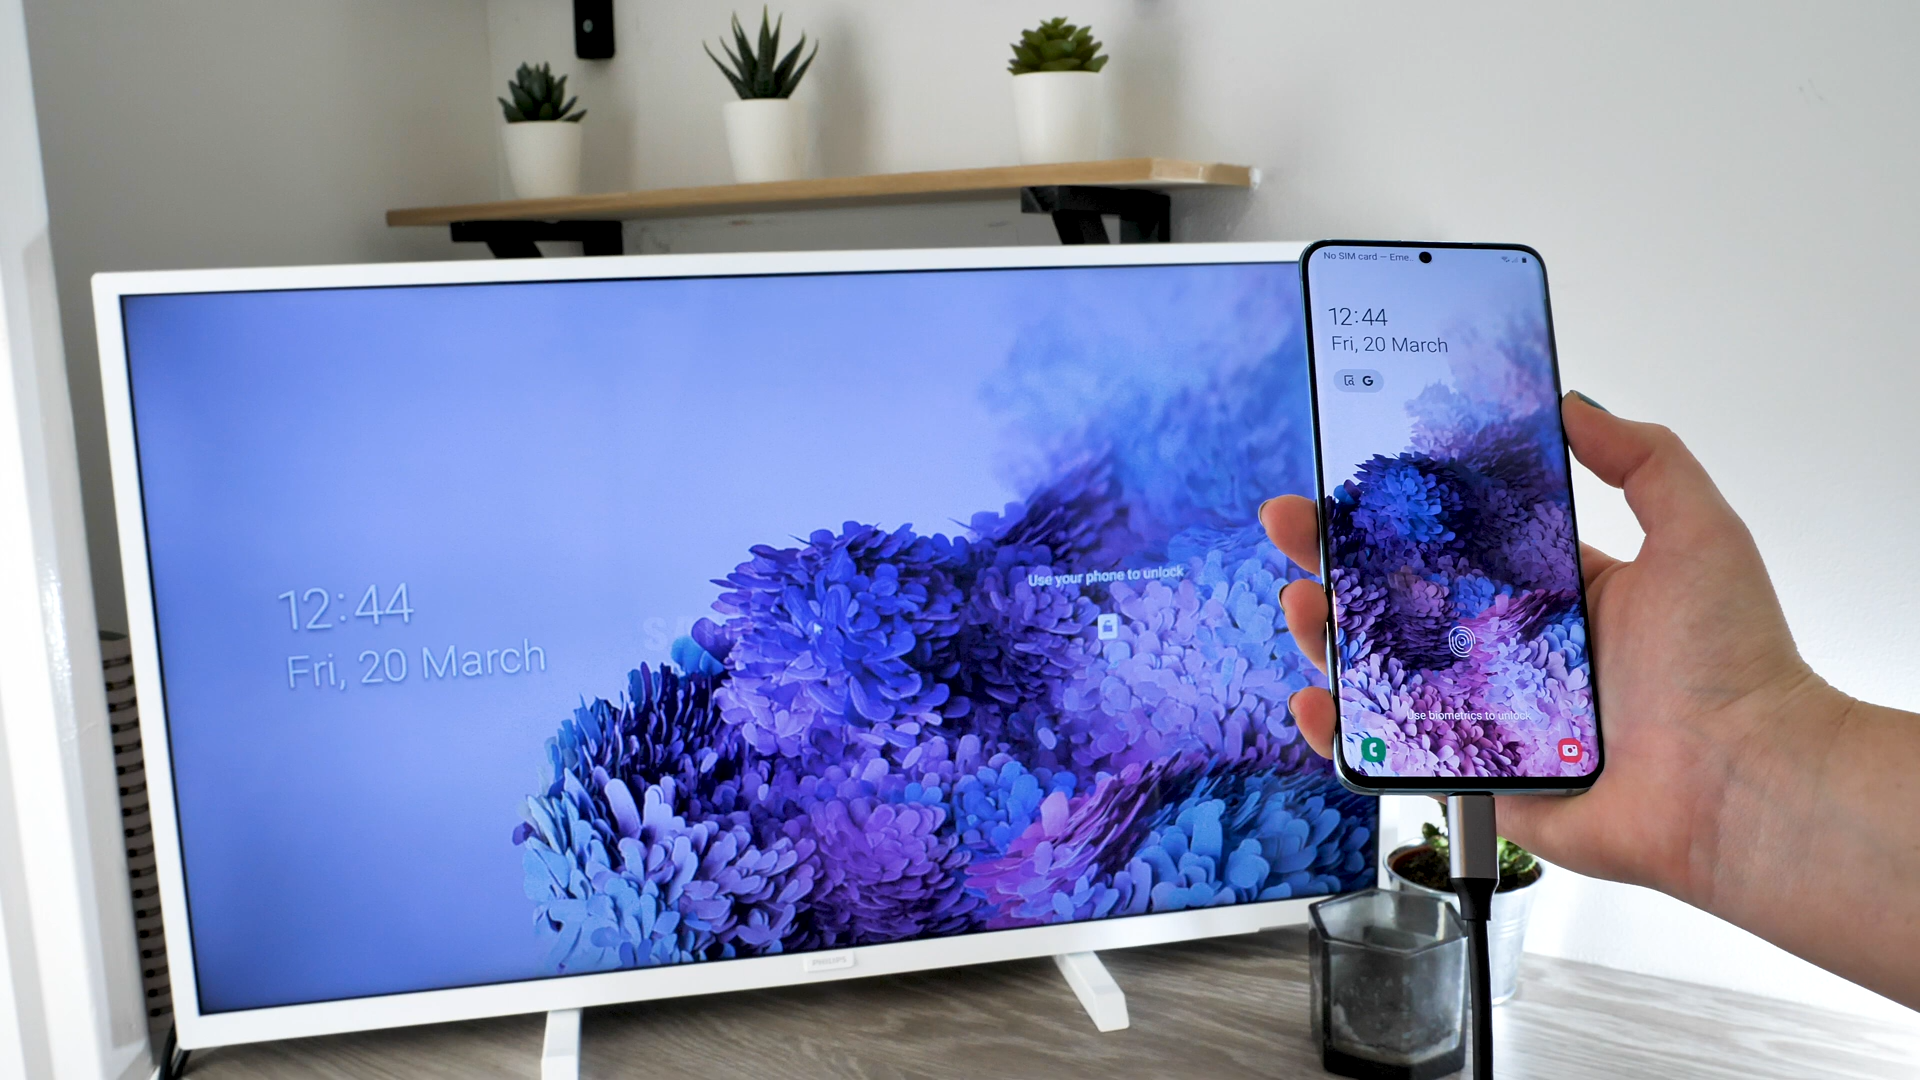 12:44
Fri, 20 March
Use your phone to unlock
PHILIPS
No SIM card – Eme..
12:44
Fri, 20 March
G
Use biometrics to unlock